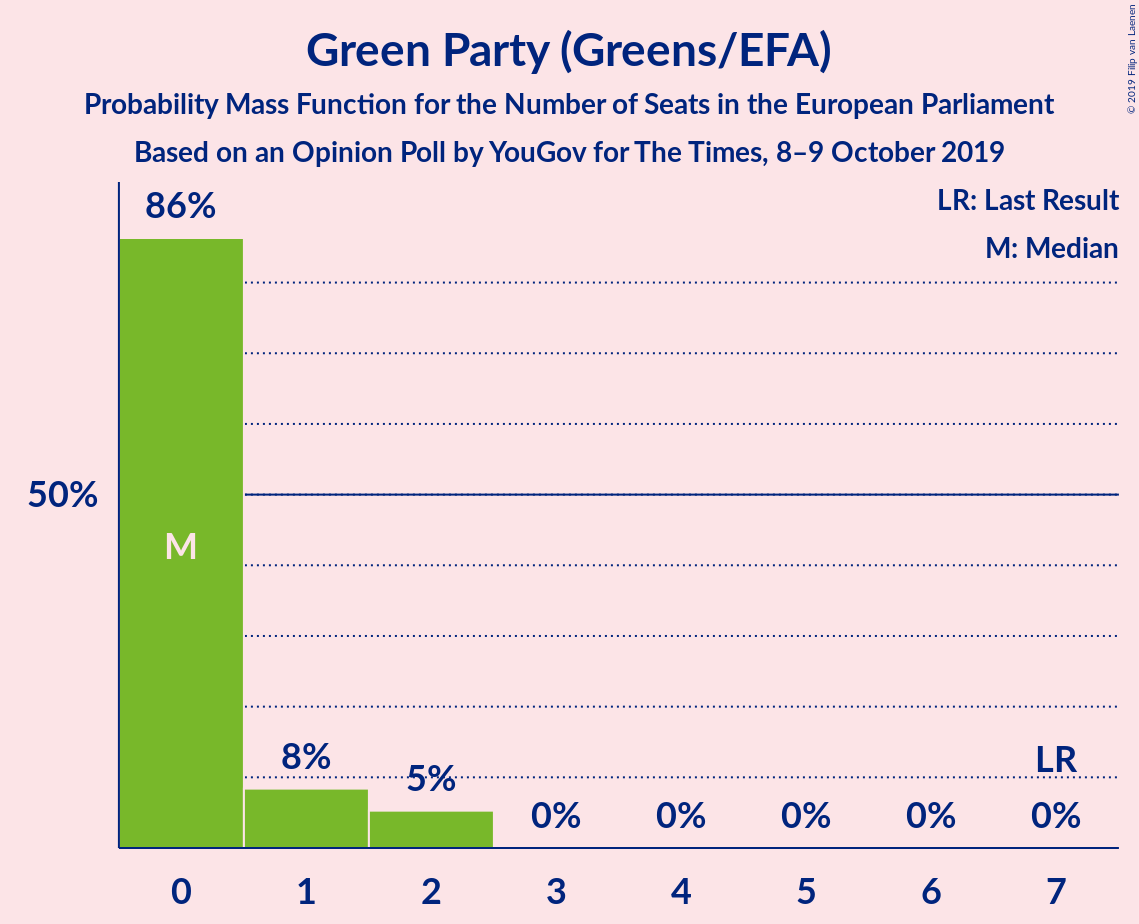 Green Party (Greens/EFA)
Probability Mass Function for the Number of Seats in the European Parliament
Based on an Opinion Poll by YouGov for The Times, 8–9 October 2019
© 2019 Filip van Laenen
LR: Last Result
M: Median
86%
50%
M
8%
5%
LR
0%
0%
0%
0%
0%
0 1 2 3 4 5 6 7